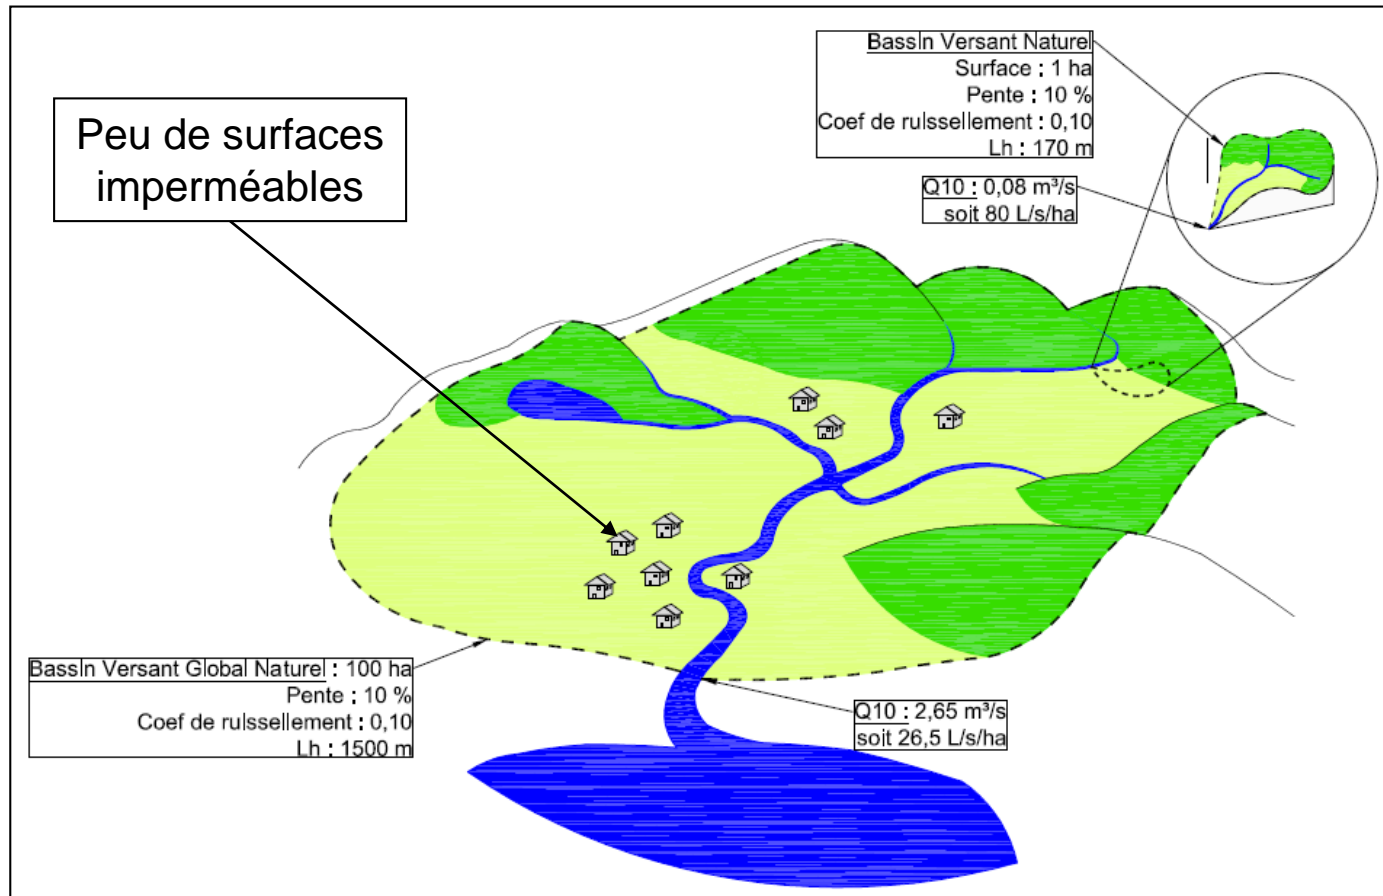 Bassin Versant Naturel
Surface : 1 ha
Pente : 10 %
Coef de ruissellement : 0,10
Lh : 170 m
Peu de surfaces
imperméables
Q10 : 0,08 m³/s
soit 80 L/s/ha
Bassin Versant Global Naturel : 100 ha
Pente : 10 %
Coef de ruissellement : 0,10
Lh : 1500 m
Q10 : 2,65 m³/s
soit 26,5 L/s/ha